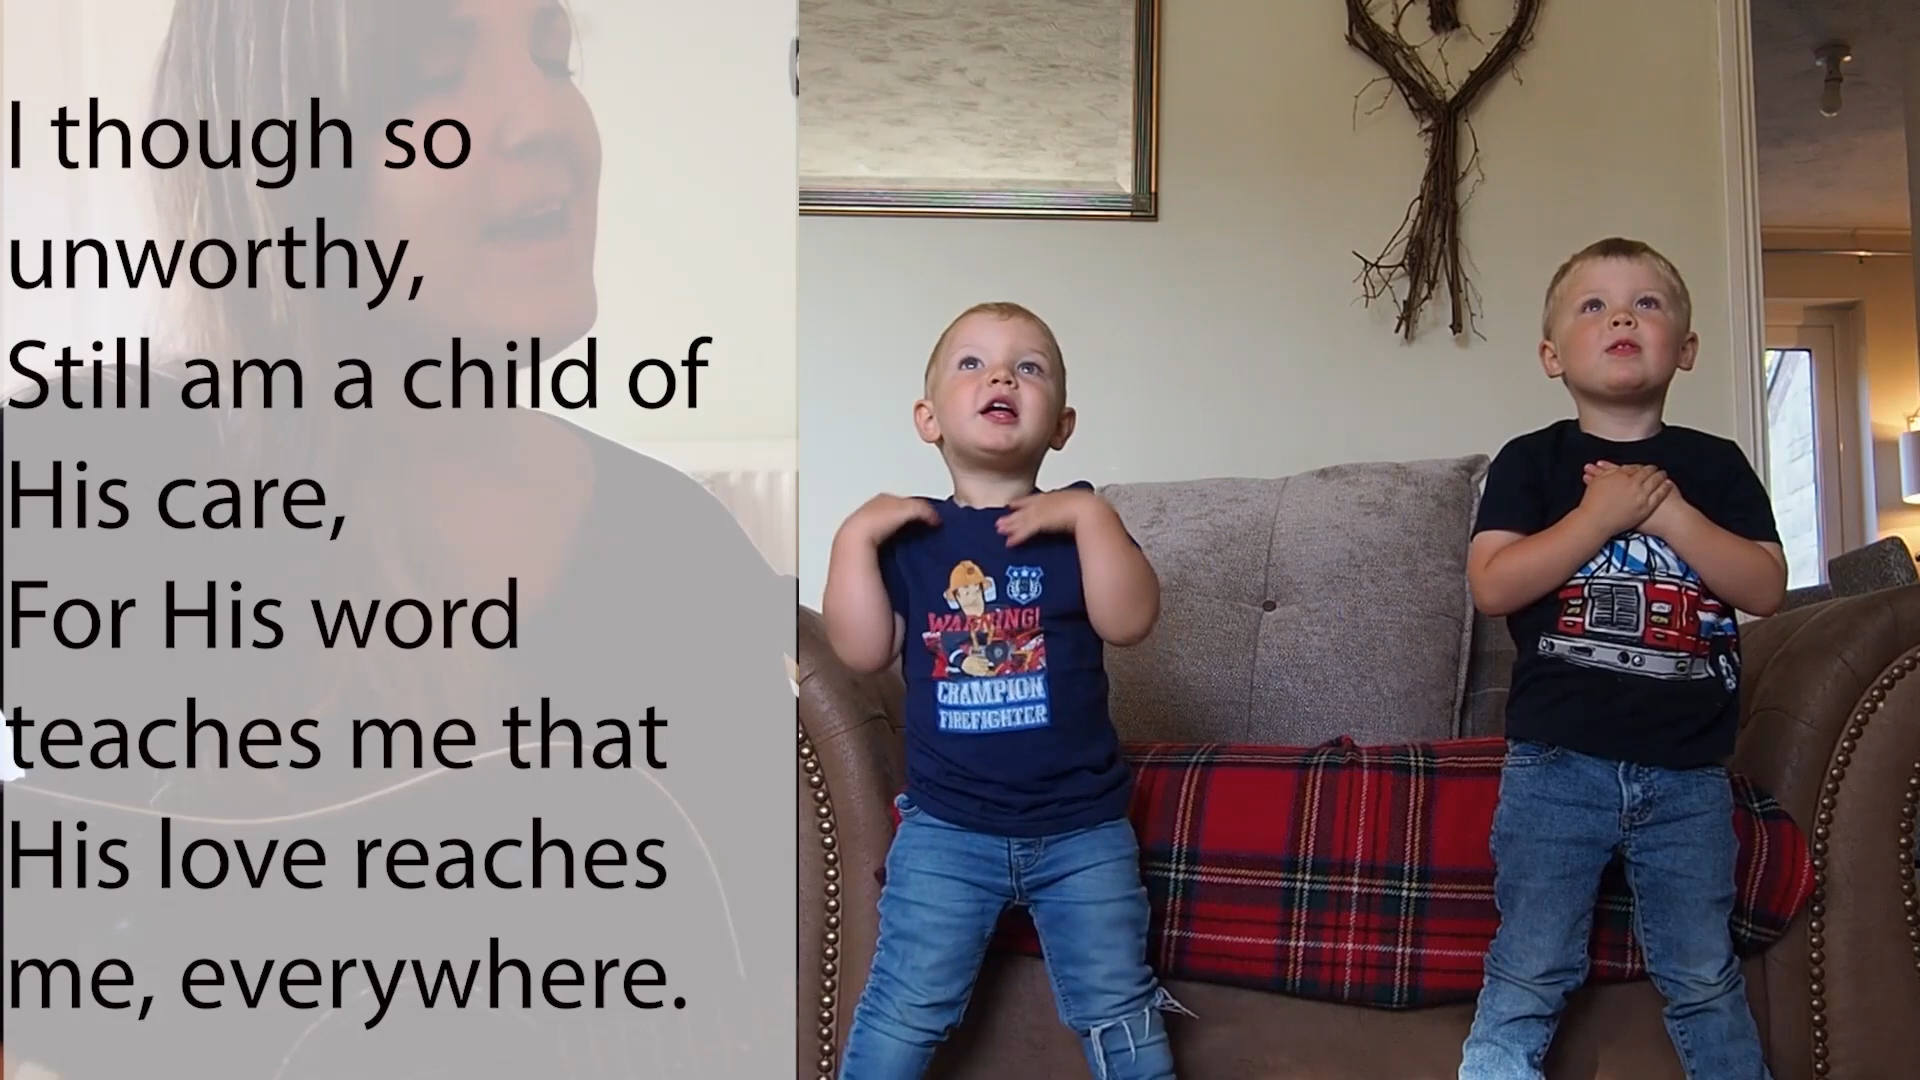 I though so
unworthy,
Still am a child of
His care,
For His word
teaches me that
His love reaches
me, everywhere.
WARNING!
CHAMPION
FIREFIGHTER